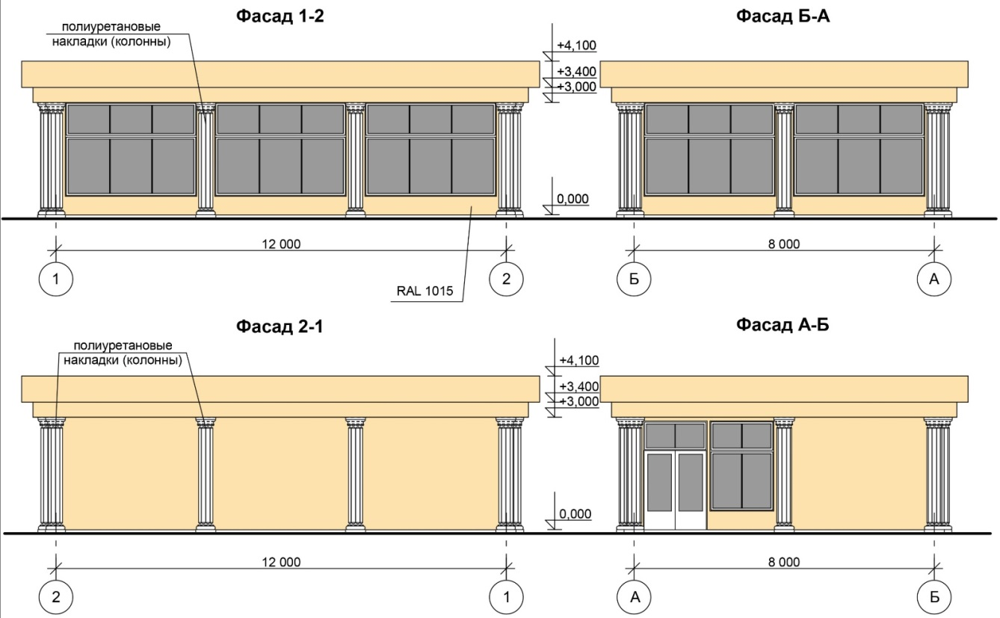 Фасад 1-2
полиуретановые
накладки (колонны)
+4,100
+3,400
+3,000
0,000
12 000
1
2
RAL 1015
Фасад Б-А
8 000
Б
А
Фасад 2-1
полиуретановые
накладки (колонны)
+4,100
+3,400
+3,000
0,000
12 000
2
1
Фасад А-Б
8 000
А
Б